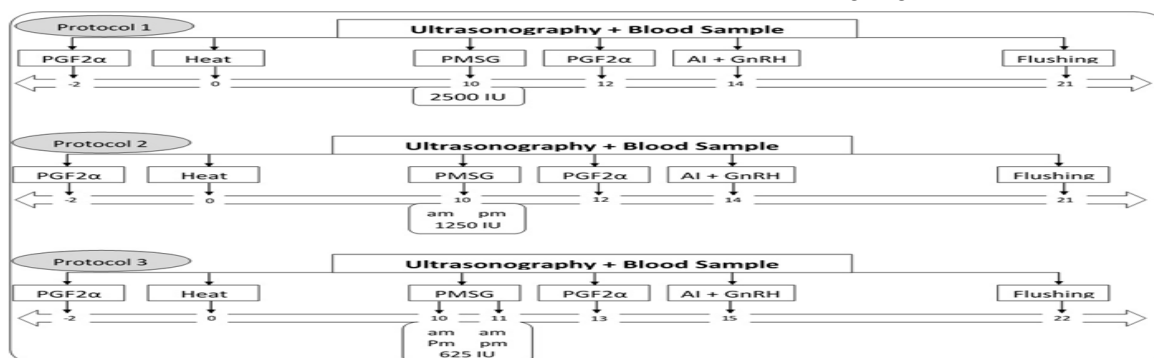 Protocol 1
Ultrasonography + Blood Sample
PGF2α Heat PMSG PGF2α AI + GnRH Flushing
-2 0 10 12 14 21
2500 IU
Protocol 2
Ultrasonography + Blood Sample
PGF2α Heat PMSG PGF2α AI + GnRH Flushing
-2 0 10 12 14 21
am pm
1250 IU
Protocol 3
Ultrasonography + Blood Sample
PGF2α Heat PMSG PGF2α AI + GnRH Flushing
-2 0 10 11 13 15 22
am am
Pm pm
625 IU